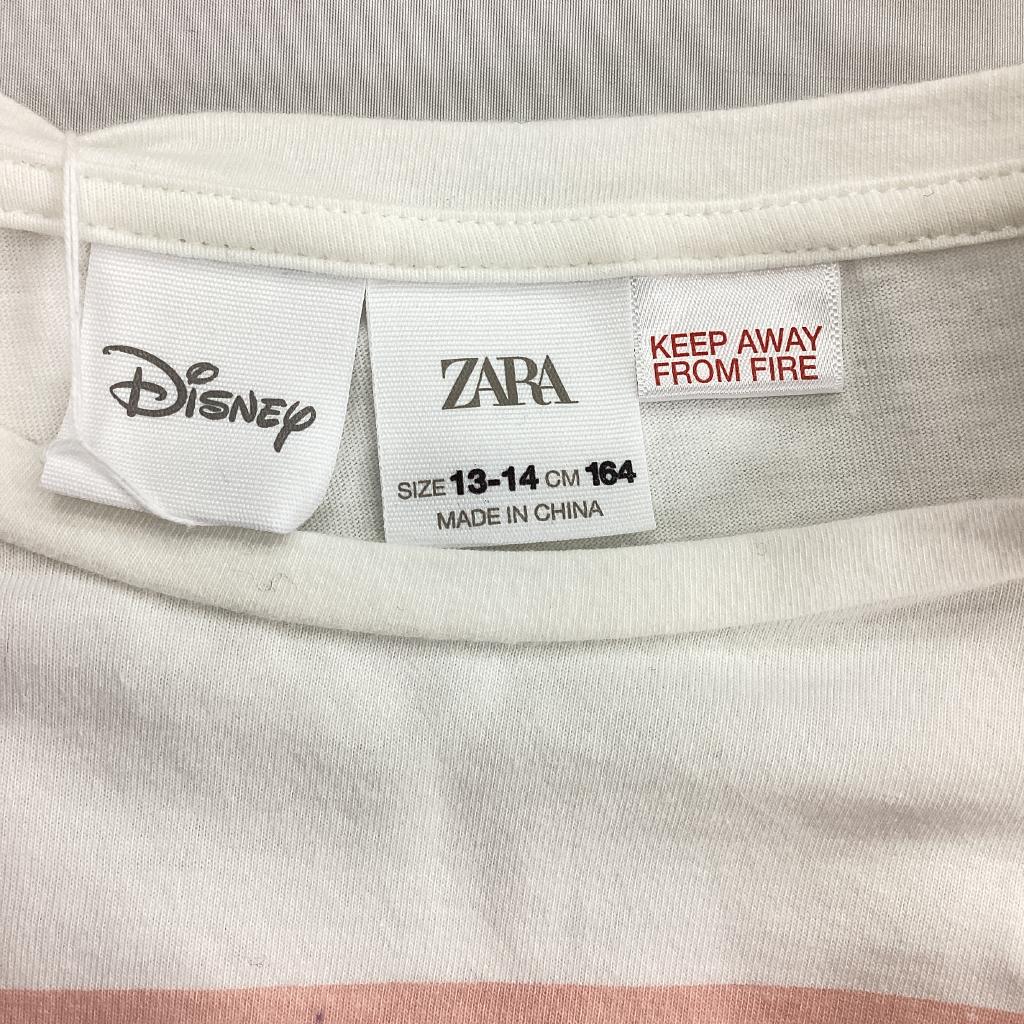 Disney
ZARA
SIZE 13-14 CM 164
MADE IN CHINA
KEEP AWAY
FROM FIRE